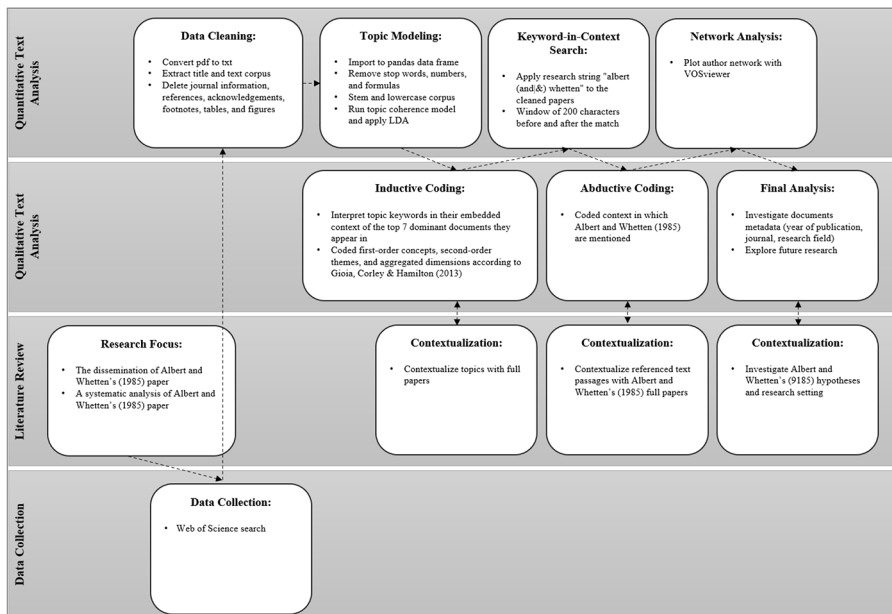 Quantitative Text
Analysis
Data Cleaning:
• Convert pdf to txt
• Extract title and text corpus
• Delete journal information,
references, acknowledgements,
footnotes, tables, and figures
Topic Modeling:
• Import to pandas data frame
• Remove stop words, numbers,
and formulas
• Stem and lowercase corpus
• Run topic coherence model
and apply LDA
Keyword-in-Context
Search:
• Apply research string "albert
(and|&) whetten" to the
cleaned papers
• Window of 200 characters
before and after the match
Network Analysis:
• Plot author network with
VOSviewer
Qualitative Text
Analysis
Inductive Coding:
• Interpret topic keywords in their embedded
context of the top 7 dominant documents they
appear in
• Coded first-order concepts, second-order
themes, and aggregated dimensions according to
Gioia, Corley & Hamilton (2013)
Abductive Coding:
• Coded context in which
Albert and Whetten (1985)
are mentioned
Final Analysis:
• Investigate documents
metadata (year of publication,
journal, research field)
• Explore future research
Literature Review
Research Focus:
• The dissemination of Albert and
Whetten's (1985) paper
• A systematic analysis of Albert and
Whetten's (1985) paper
Contextualization:
• Contextualize topics with full
papers
Contextualization:
• Contextualize referenced text
passages with Albert and
Whetten's (1985) full papers
Contextualization:
• Investigate Albert and
Whetten's (9185) hypotheses
and research setting
Data Collection
Data Collection:
• Web of Science search